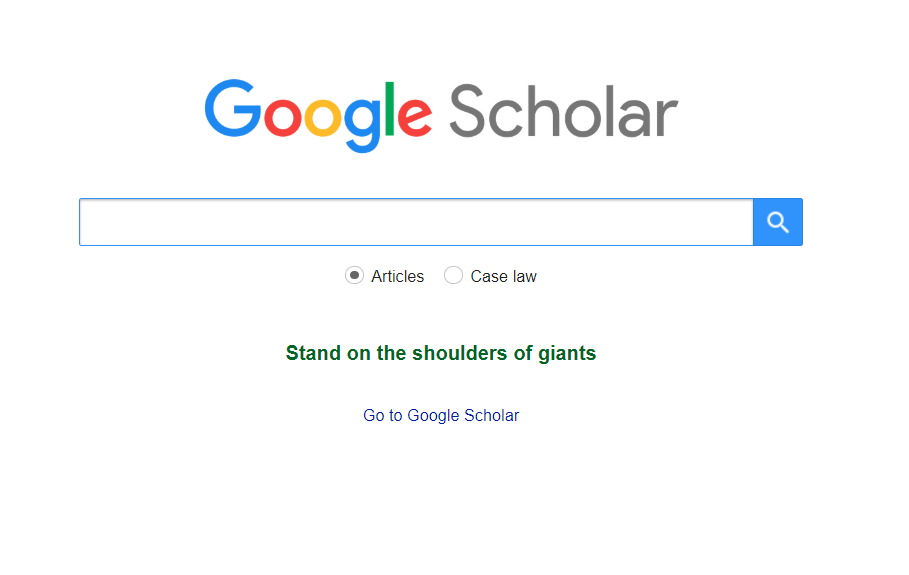 Google Scholar
Articles Case law
Stand on the shoulders of giants
Go to Google Scholar